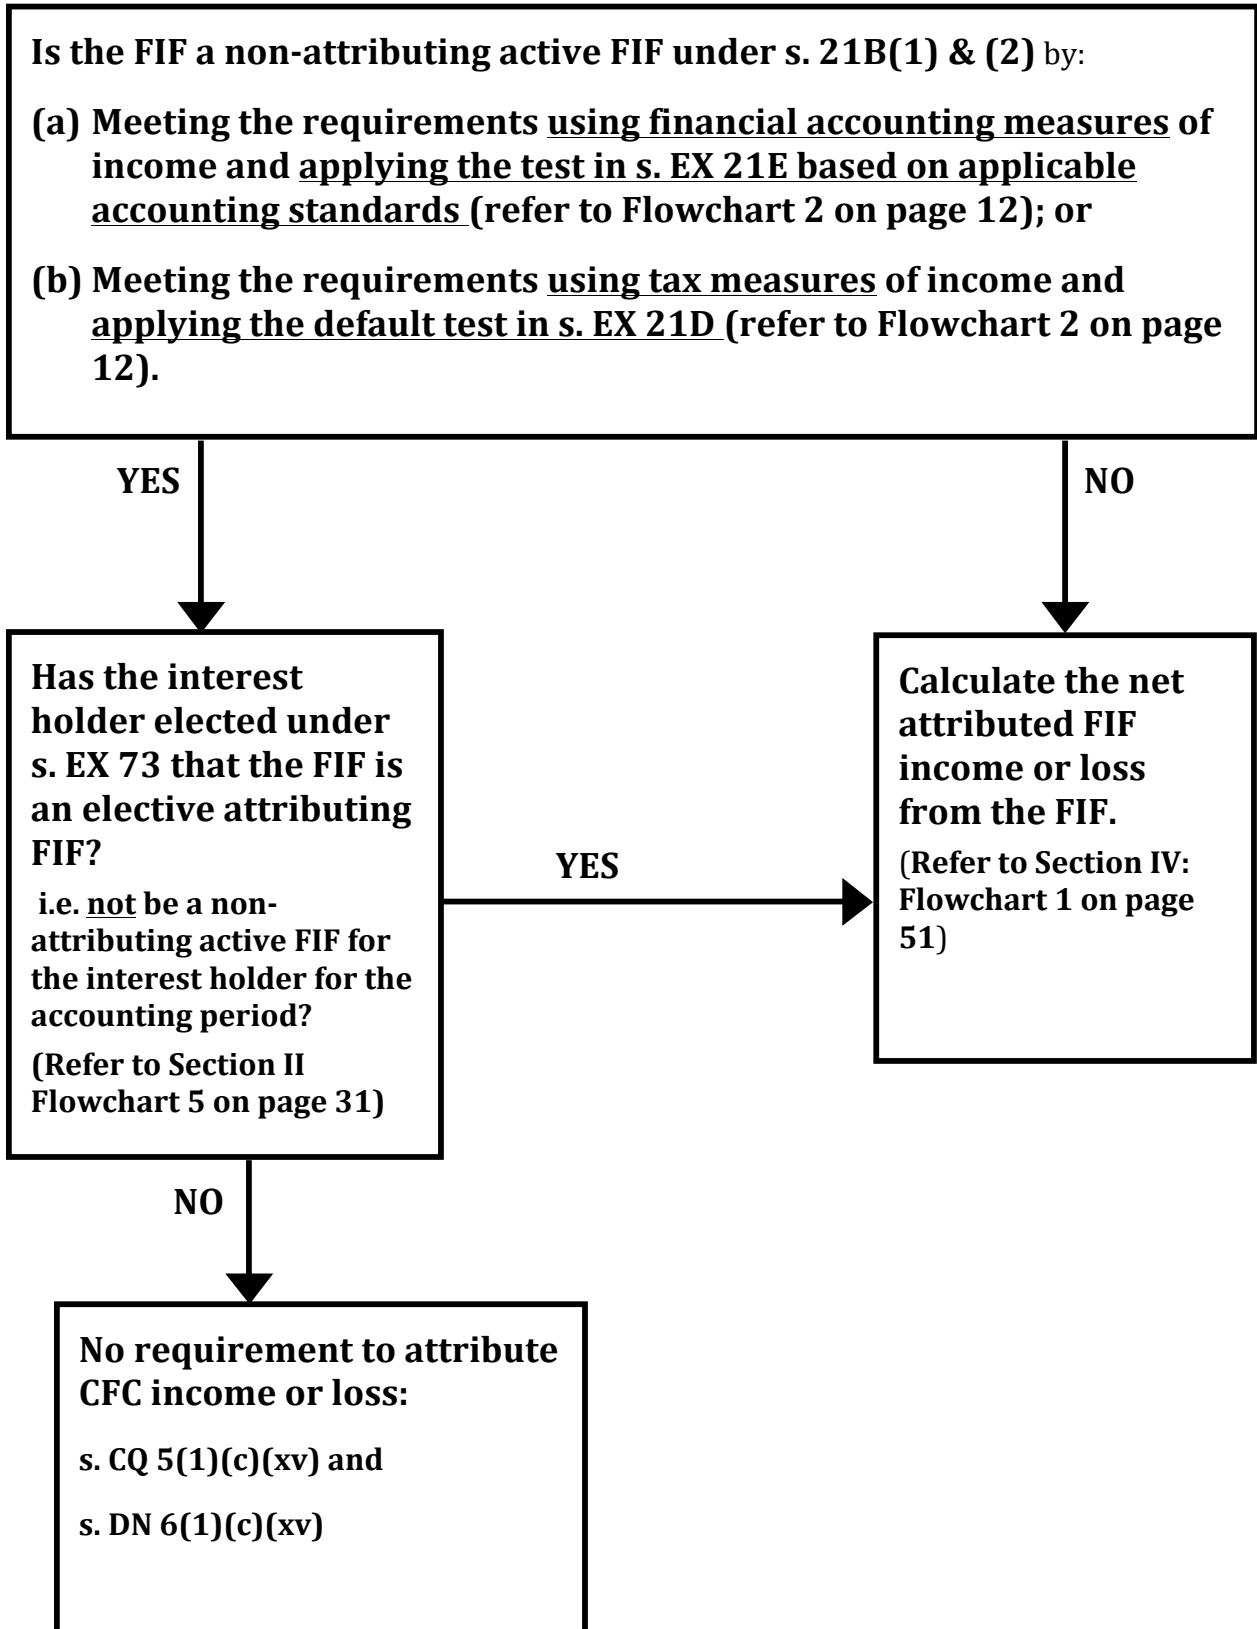 Is the FIF a non-attributing active FIF under s. 21B(1) & (2) by:
(a) Meeting the requirements using financial accounting measures of
income and applying the test in s. EX 21E based on applicable
accounting standards (refer to Flowchart 2 on page 12); or
(b) Meeting the requirements using tax measures of income and
applying the default test in s. EX 21D (refer to Flowchart 2 on page
12).
YES
NO
Has the interest
holder elected under
s. EX 73 that the FIF is
an elective attributing
FIF?
i.e. not be a non-
attributing active FIF for
the interest holder for the
accounting period?
(Refer to Section II
Flowchart 5 on page 31)
YES
Calculate the net
attributed FIF
income or loss
from the FIF.
(Refer to Section IV:
Flowchart 1 on page
51)
NO
No requirement to attribute
CFC income or loss:
s. CQ 5(1)(c)(xv) and
s. DN 6(1)(c)(xv)